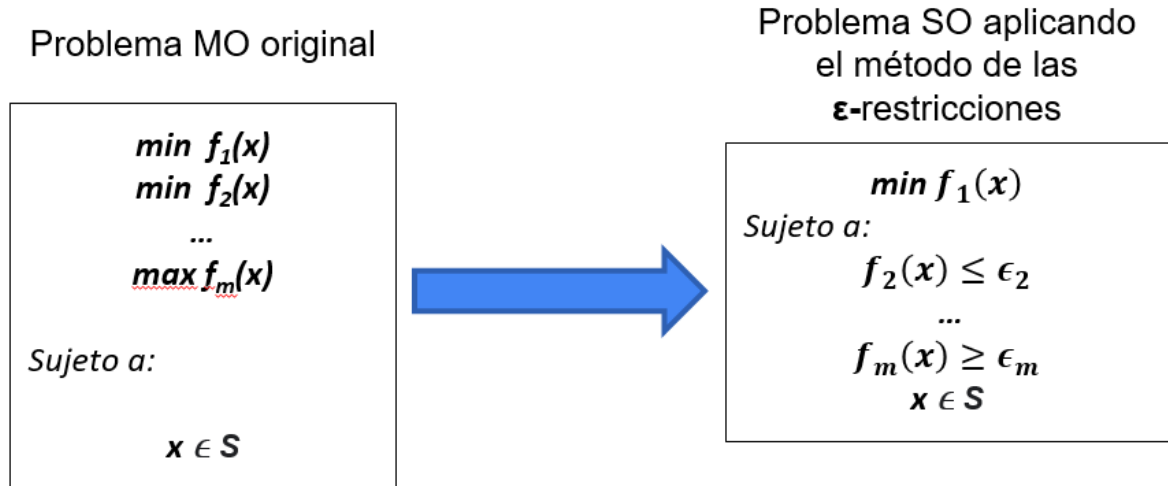 Problema MO original
min f₁(x)
min f₂(x)
...
max fₘ(x)
Sujeto a:
x ϵ S
Problema SO aplicando
el método de las
ε-restricciones
min f₁(x)
Sujeto a:
f₂(x) ≤ ϵ₂
...
fₘ(x) ≥ ϵₘ
x ϵ S